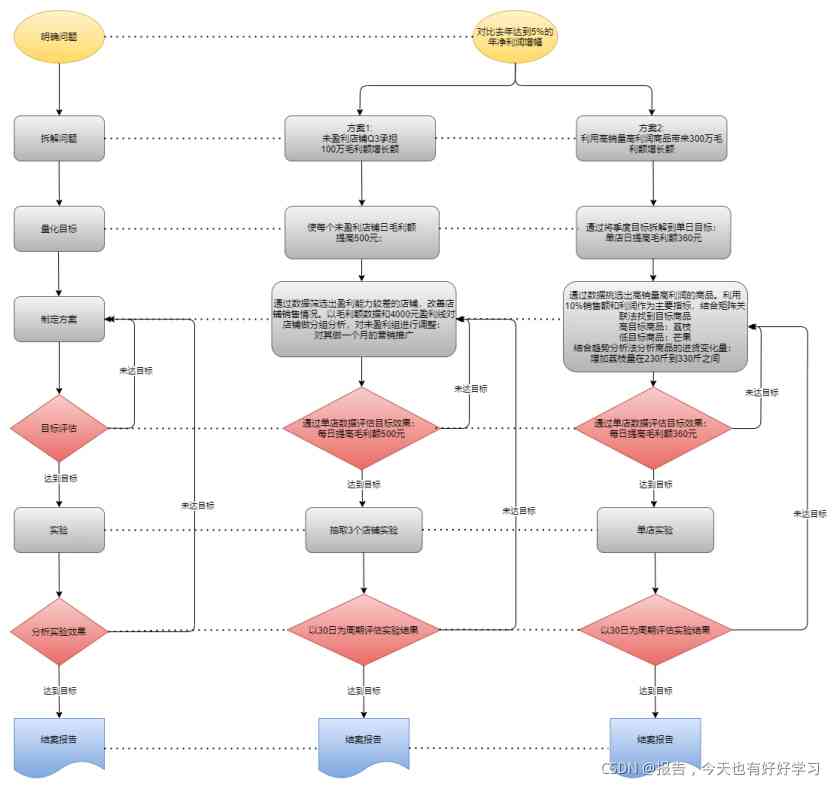 明确问题
对比去年达到5%的
年净利润增幅
拆解问题
方案1:
未盈利店铺Q3承担
100万毛利额增长额
方案2:
利用高销量高利润商品带来300万毛
利额增长额
量化目标
使每个未盈利店铺日毛利额
提高500元;
通过将季度目标拆解到单日目标:
单店日提高毛利额360元
制定方案
通过数据筛选出盈利能力较差的店铺，改善店
铺销售情况。以毛利额数据和4000元盈利线对
店铺做分组分析，对未盈利组进行调整:
对其做一个月的营销推广
通过数据挑选出高销量高利润的商品。利用
10%销售额和利润作为主要指标，结合矩阵关
联法找到目标商品
高目标商品：荔枝
低目标商品：芒果
结合趋势分析法分析商品的进货变化量:
增加荔枝量在230斤到330斤之间
未达目标
未达目标
未达目标
目标评估
通过单店数据评估目标效果:
每日提高毛利额500元
通过单店数据评估目标效果:
每日提高毛利额360元
达到目标
达到目标
达到目标
未达目标
未达目标
未达目标
实验
抽取3个店铺实验
单店实验
分析实验效果
以30日为周期评估实验结果
以30日为周期评估实验结果
达到目标
达到目标
达到目标
结案报告
结案报告
结案报告
CSDN @报告，今天也有好好学习